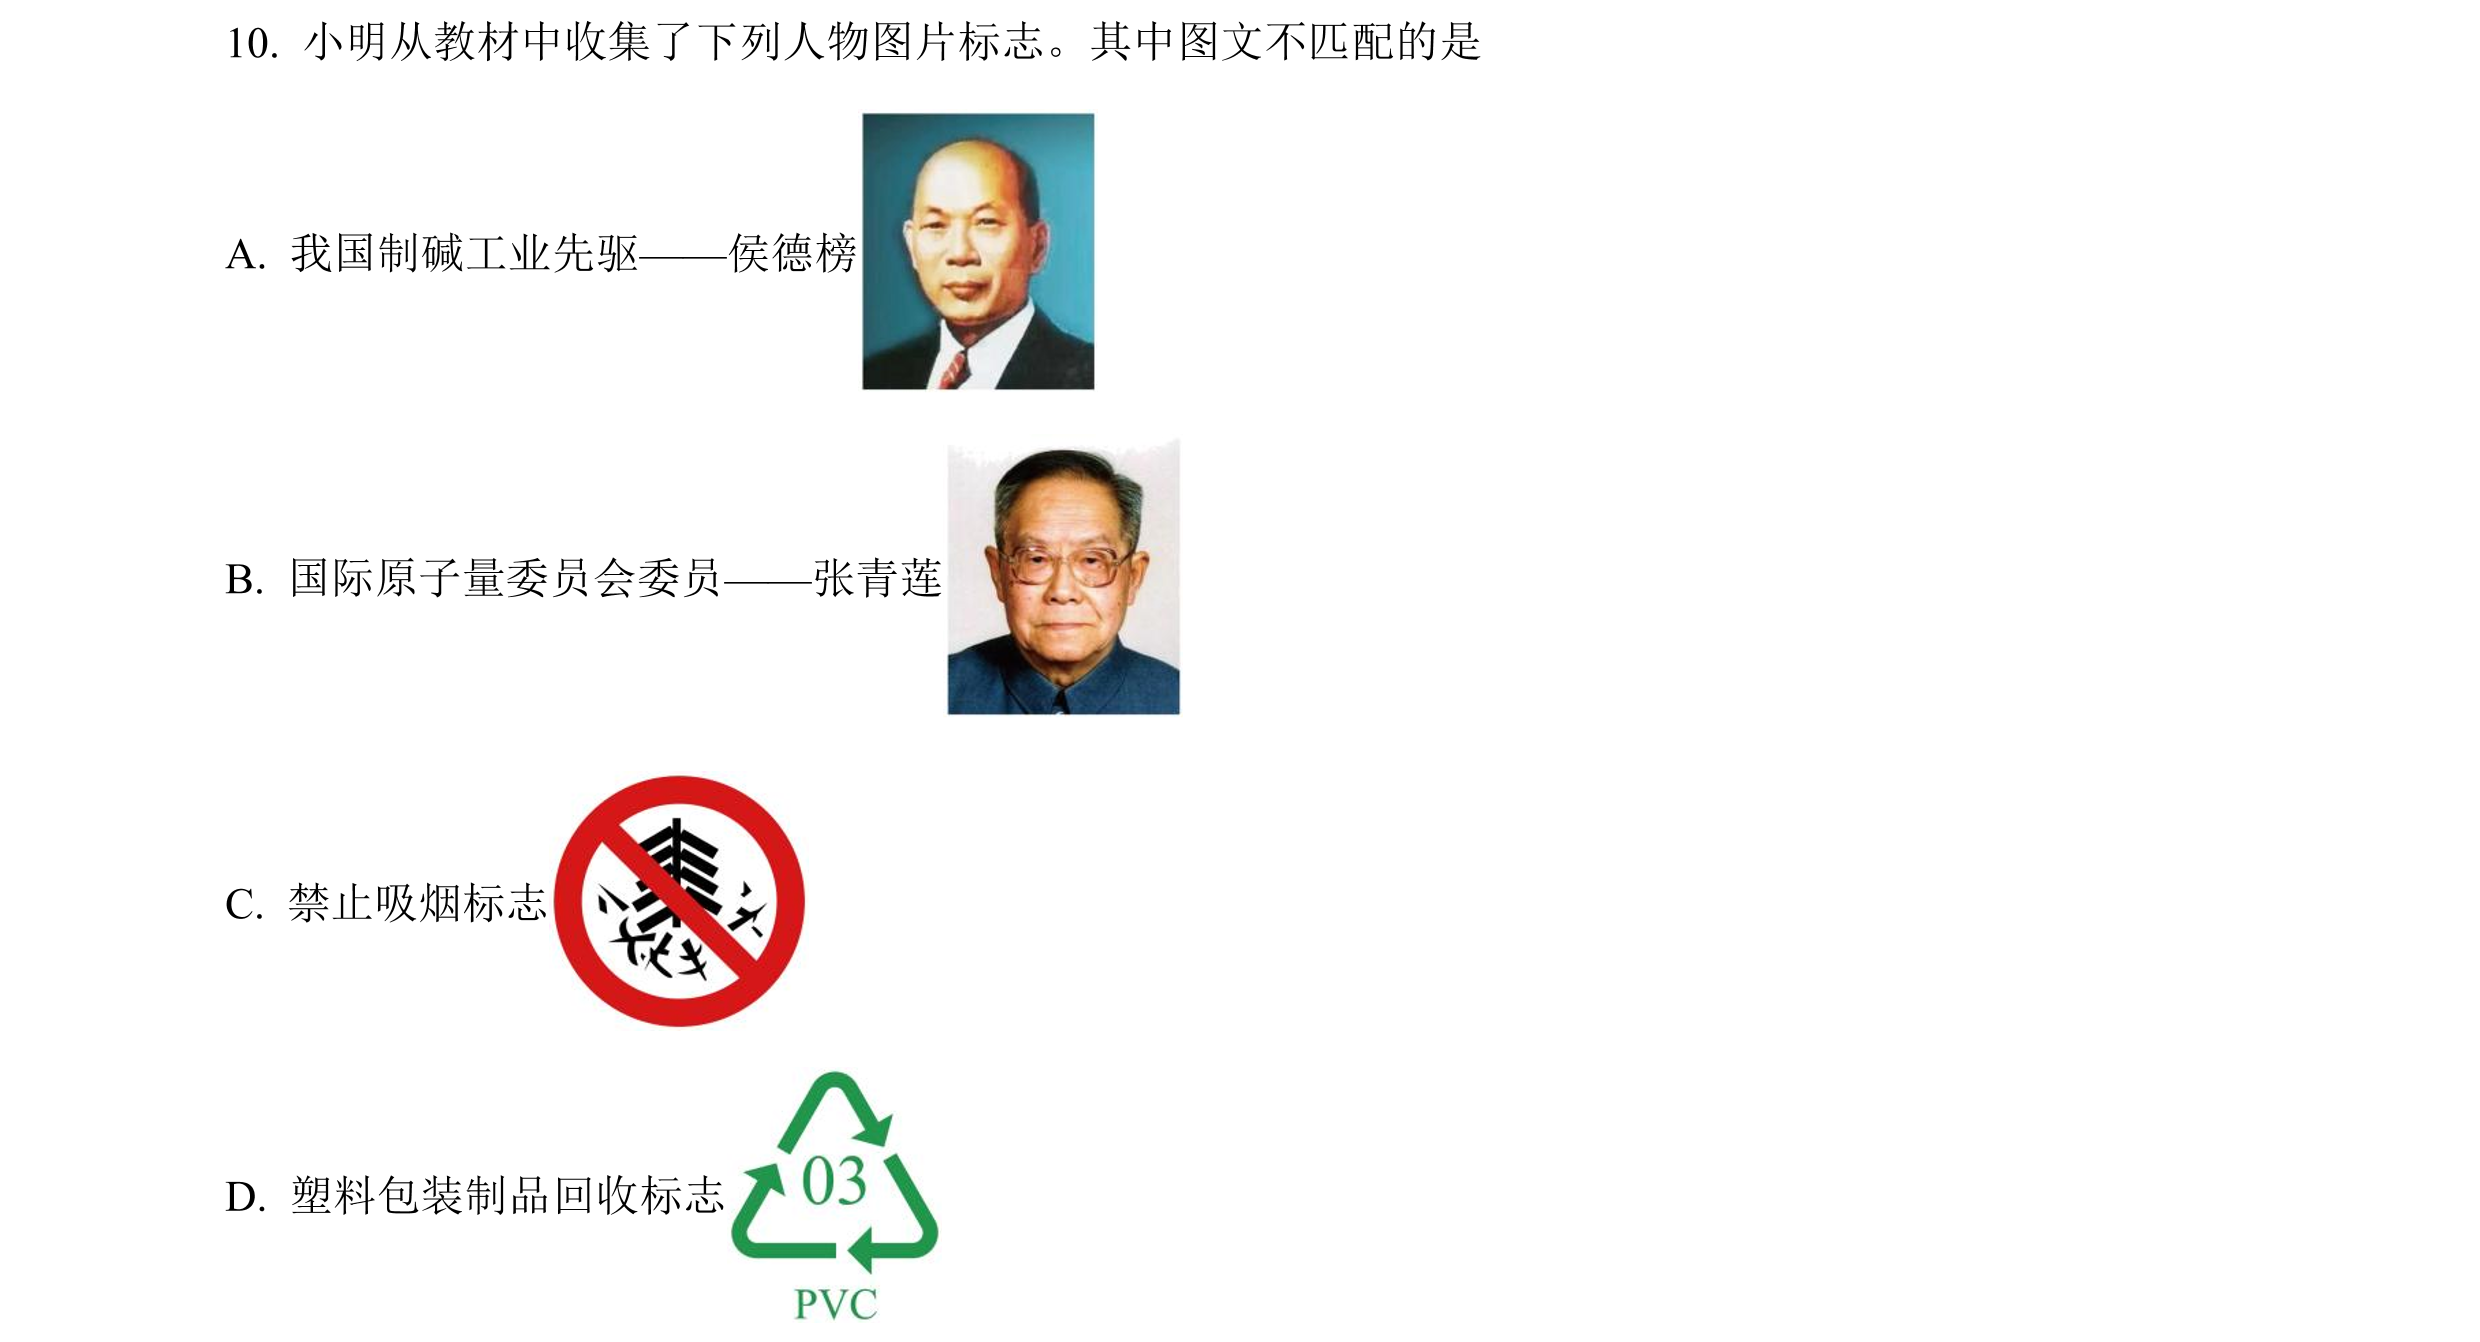 10. 小明从教材中收集了下列人物图片标志。其中图文不匹配的是
A. 我国制碱工业先驱——侯德榜
B. 国际原子量委员会委员——张青莲
C. 禁止吸烟标志
D. 塑料包装制品回收标志
03
PVC